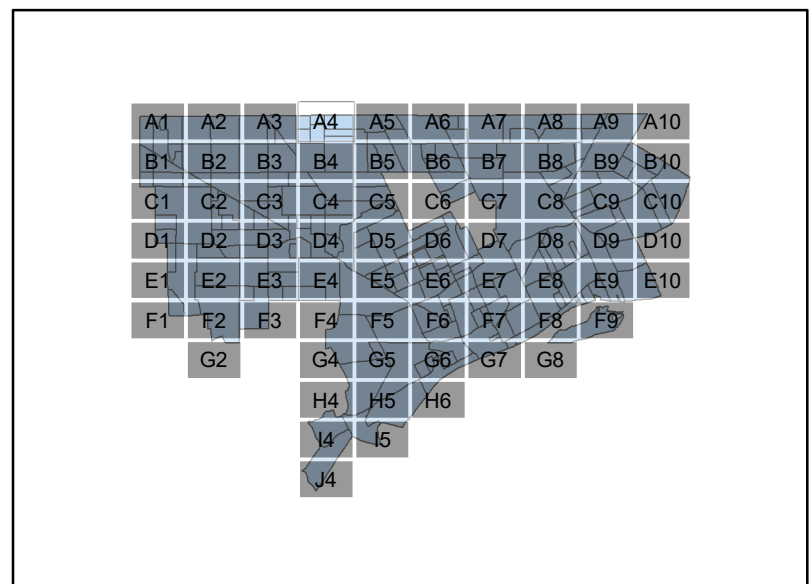 A1 A2 A3 A4 A5 A6 A7 A8 A9 A10
B1 B2 B3 B4 B5 B6 B7 B8 B9 B10
C1 C2 C3 C4 C5 C6 C7 C8 C9 C10
D1 D2 D3 D4 D5 D6 D7 D8 D9 D10
E1 E2 E3 E4 E5 E6 E7 E8 E9 E10
F1 F2 F3 F4 F5 F6 F7 F8 F9
G2 G4 G5 G6 G7 G8
H4 H5 H6
I4 I5
J4